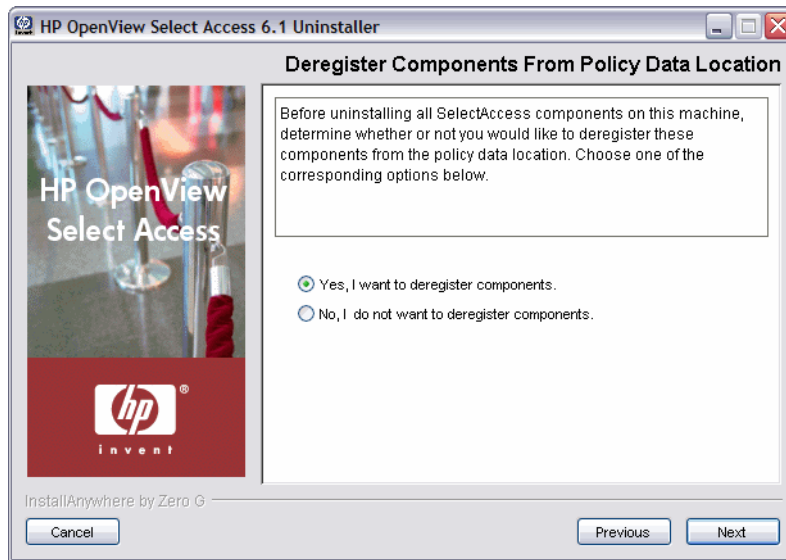 HP OpenView Select Access 6.1 Uninstaller
Deregister Components From Policy Data Location
Before uninstalling all SelectAccess components on this machine,
determine whether or not you would like to deregister these
components from the policy data location. Choose one of the
corresponding options below.
HP OpenView
Select Access
Yes, I want to deregister components.
No, I do not want to deregister components.
hp
®
invent
InstallAnywhere by Zero G
Cancel
Previous
Next